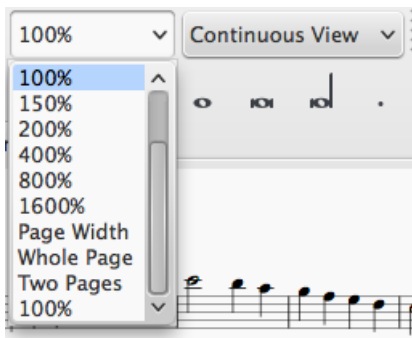 100%
Continuous View
100%
150%
200%
400%
800%
1600%
Page Width
Whole Page
Two Pages
100%